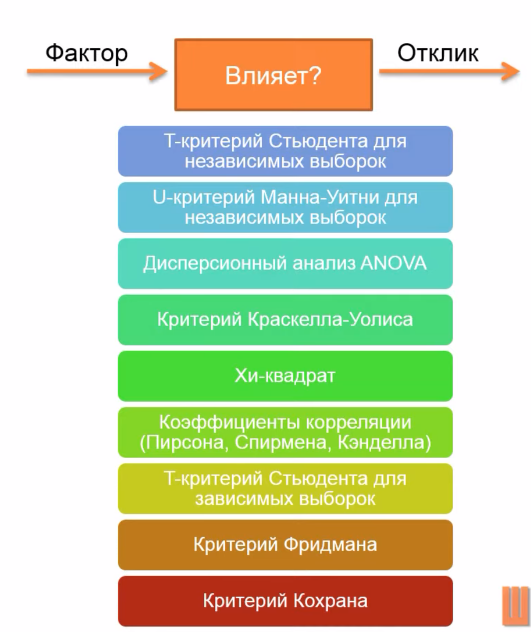 Фактор
Отклик
Влияет?
Т-критерий Стьюдента для
независимых выборок
U-критерий Манна-Уитни для
независимых выборок
Дисперсионный анализ ANOVA
Критерий Краскелла-Уолиса
Хи-квадрат
Коэффициенты корреляции
(Пирсона, Спирмена, Кэнделла)
Т-критерий Стьюдента для
зависимых выборок
Критерий Фридмана
Критерий Кохрана